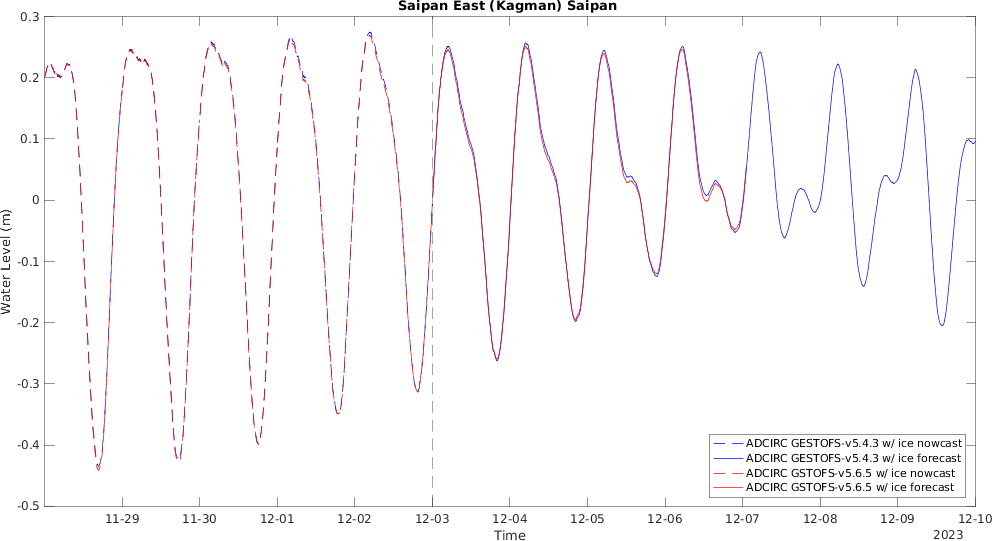 Saipan East (Kagman) Saipan
0.3
0.2
0.1
0
-0.1
-0.2
-0.3
-0.4
-0.5
Water Level (m)
ADCIRC GESTOFS-v5.4.3 w/ ice nowcast
ADCIRC GESTOFS-v5.4.3 w/ ice forecast
ADCIRC GSTOFS-v5.6.5 w/ ice nowcast
ADCIRC GSTOFS-v5.6.5 w/ ice forecast
11-29 11-30 12-01 12-02 12-03 12-04 12-05 12-06 12-07 12-08 12-09 12-10
Time
2023